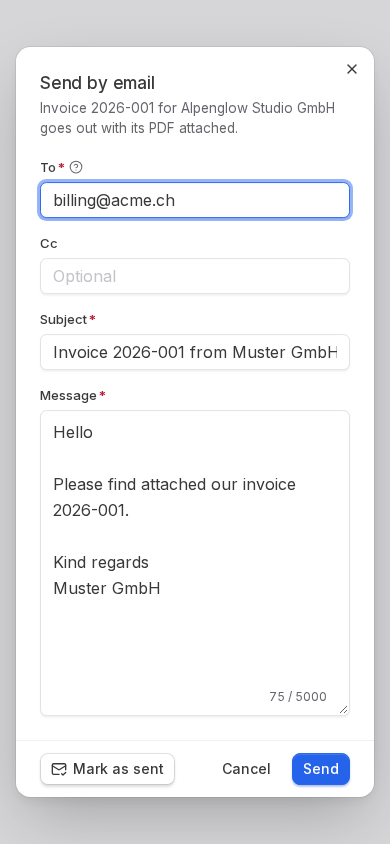 Send by email
Invoice 2026-001 for Alpenglow Studio GmbH
goes out with its PDF attached.
To*
billing@acme.ch
Cc
Optional
Subject*
Invoice 2026-001 from Muster GmbH
Message*
Hello
Please find attached our invoice
2026-001.
Kind regards
Muster GmbH
75 / 5000
Mark as sent
Cancel
Send